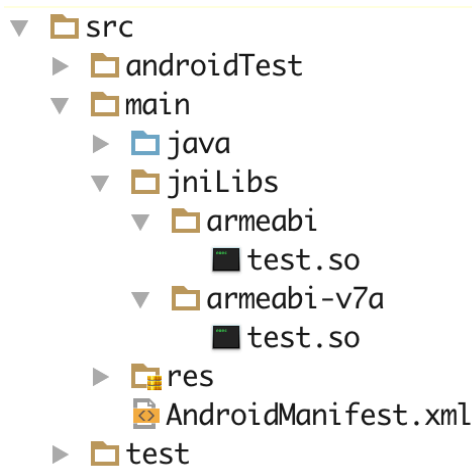 src
androidTest
main
java
jniLibs
armeabi
test.so
armeabi-v7a
test.so
res
AndroidManifest.xml
test